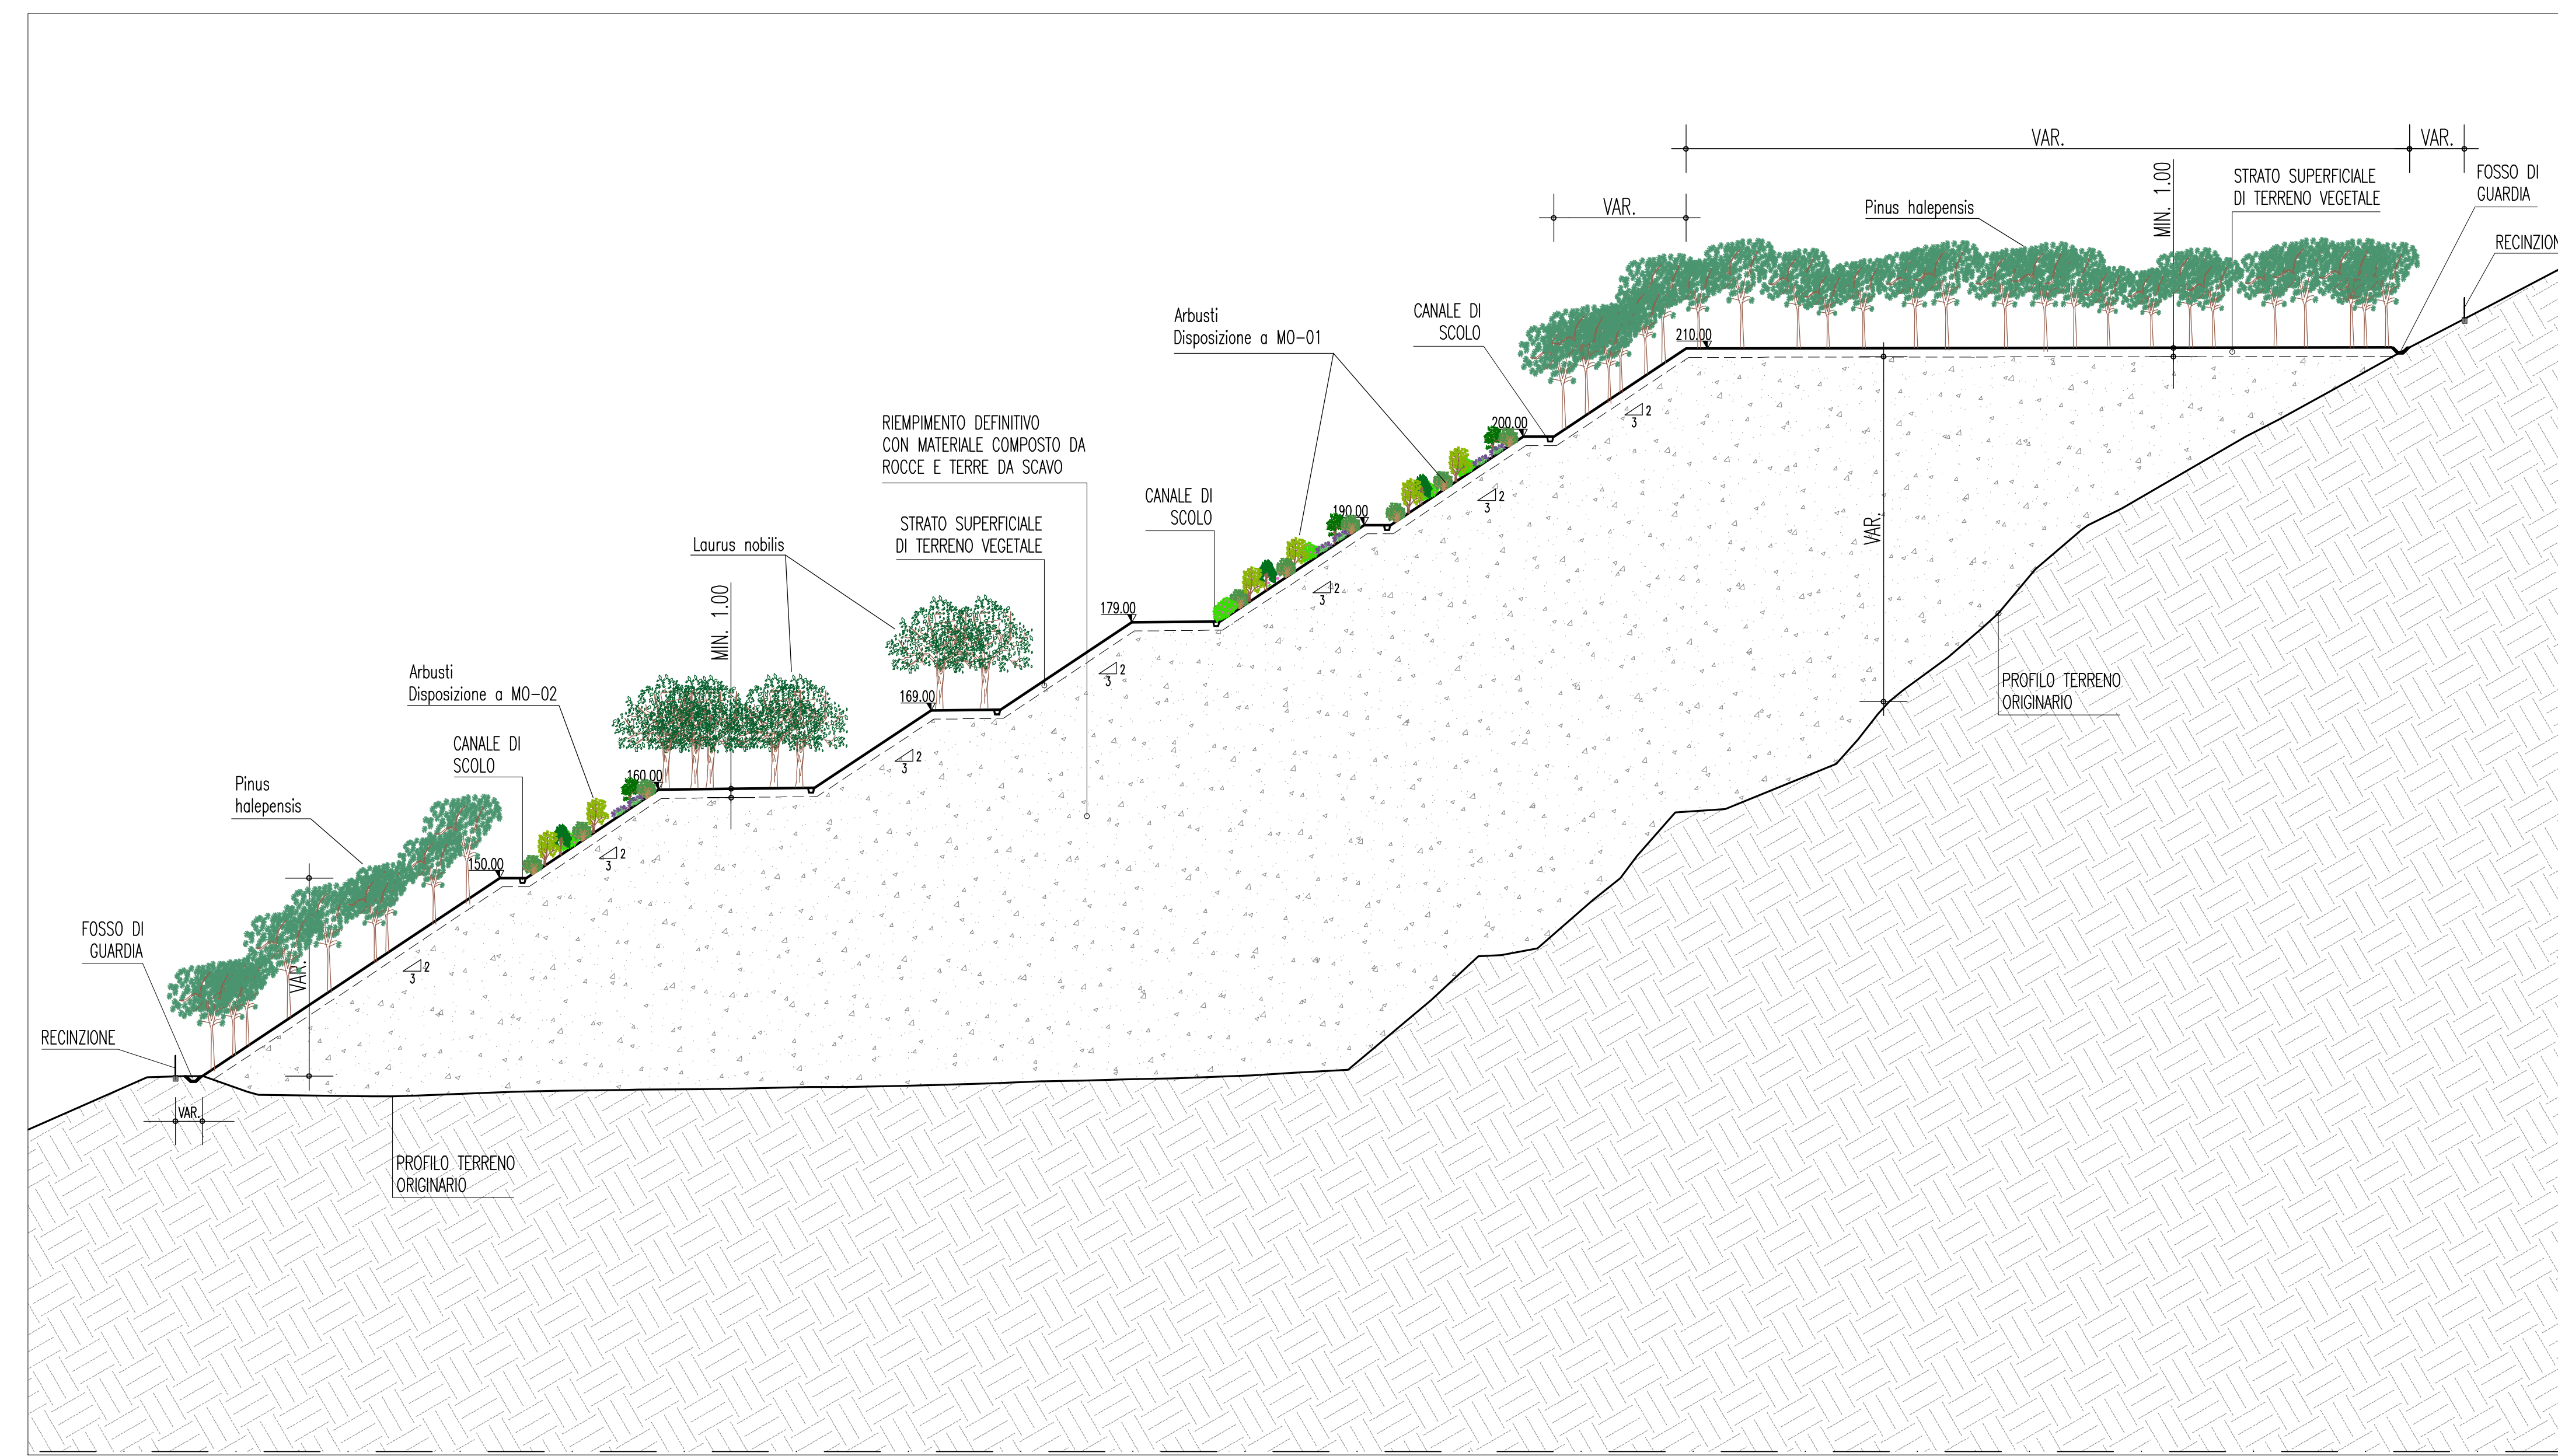 VAR.
VAR.
VAR.
MIN. 1.00
STRATO SUPERFICIALE
DI TERRENO VEGETALE
FOSSO DI
GUARDIA
Pinus halepensis
RECINZION
Arbusti
Disposizione a MO-01
CANALE DI
SCOLO
210.00
2
3
RIEMPIMENTO DEFINITIVO
CON MATERIALE COMPOSTO DA
ROCCE E TERRE DA SCAVO
200.00
2
3
CANALE DI
SCOLO
190.00
VAR.
STRATO SUPERFICIALE
DI TERRENO VEGETALE
Laurus nobilis
2
3
MIN. 1.00
179.00
2
3
PROFILO TERRENO
ORIGINARIO
Arbusti
Disposizione a MO-02
169.00
CANALE DI
SCOLO
2
3
160.00
Pinus
halepensis
2
3
150.00
FOSSO DI
GUARDIA
VAR.
2
3
RECINZIONE
VAR.
PROFILO TERRENO
ORIGINARIO